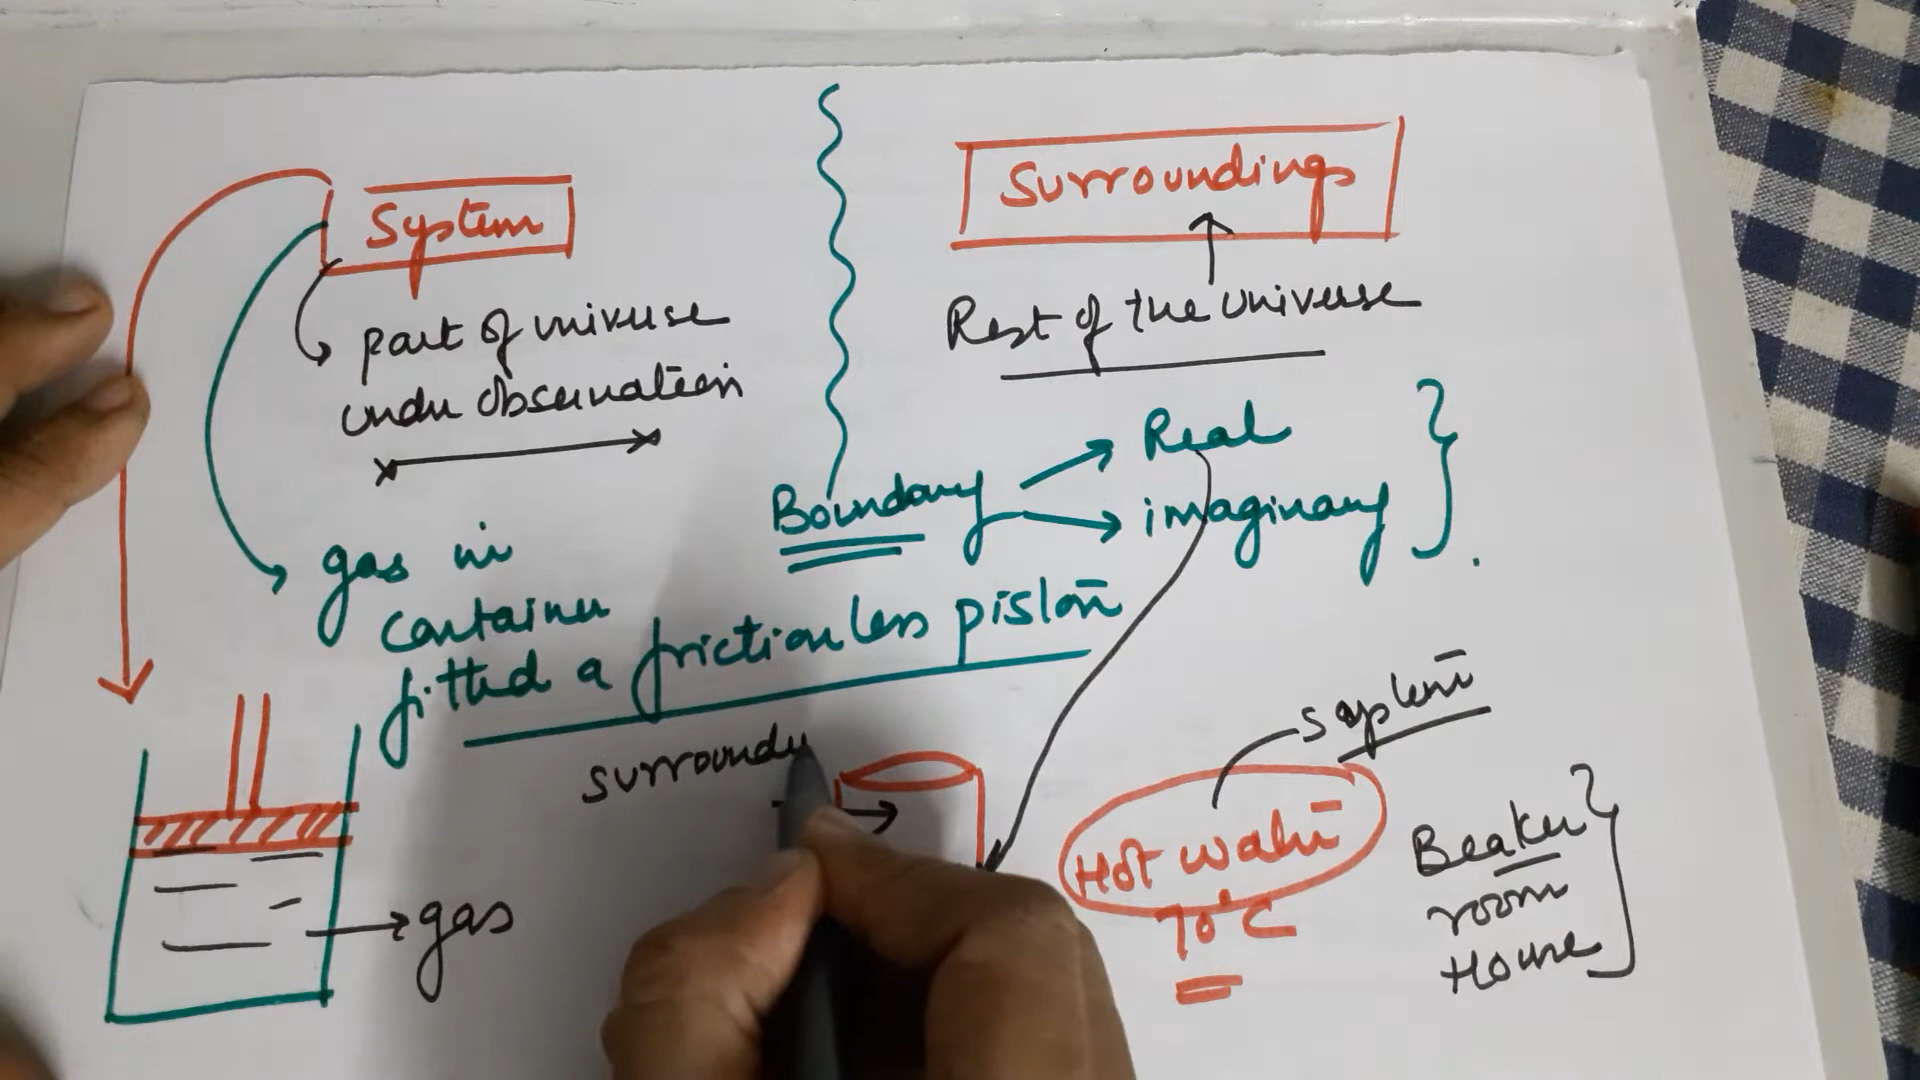 System
part of universe
under observation
gas in
container
fitted a frictionless piston
gas
Surroundings
Rest of the universe
Boundary
Real
imaginary
surroundi
system
Hot water
70°C
Beaker
room
House